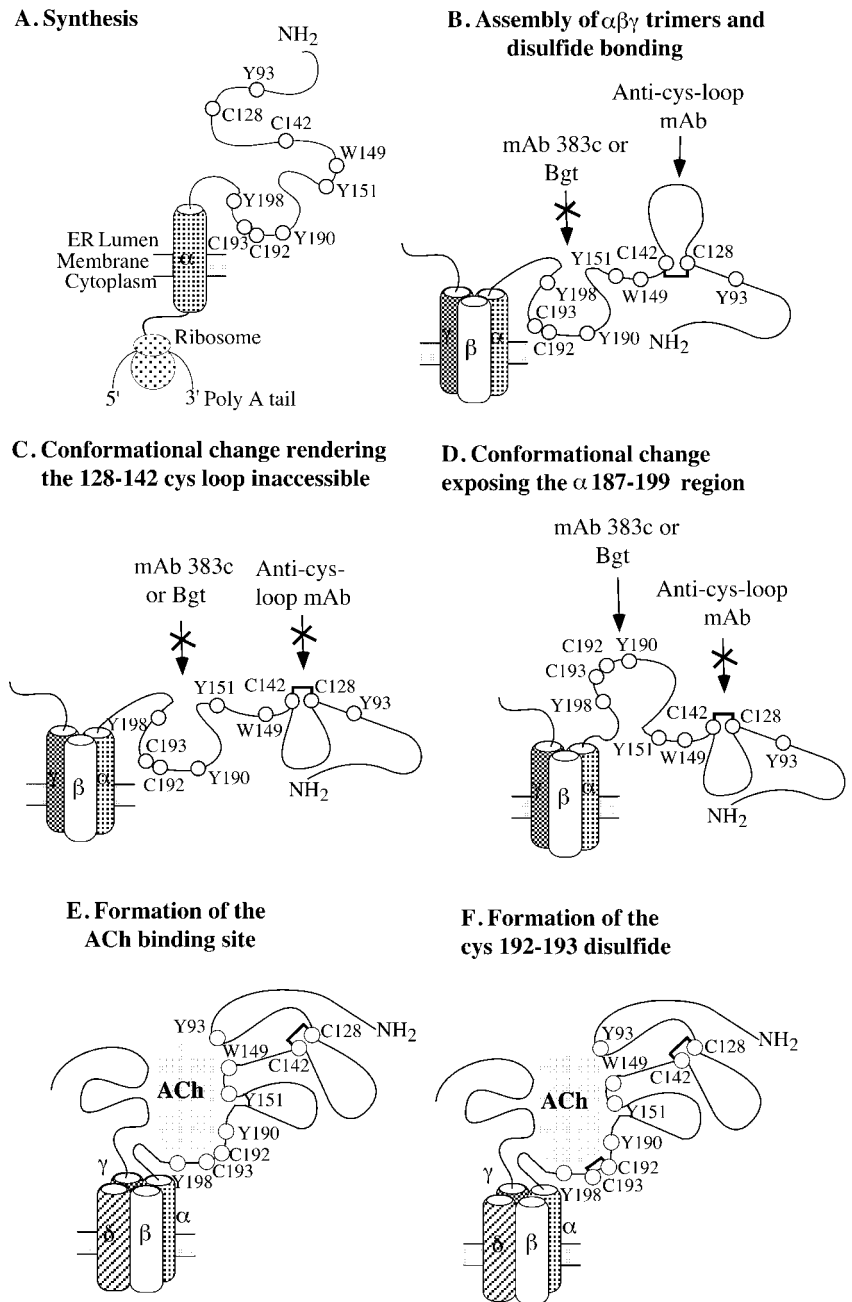 A. Synthesis
NH2
Y93
C128
C142
W149
Y151
Y198
C193
C192
Y190
ER Lumen
Membrane
Cytoplasm
α
Ribosome
5'
3'
Poly A tail
B. Assembly of αβγ trimers and
disulfide bonding
Anti-cys-loop
mAb
mAb 383c or
Bgt
Y151
C142
C128
Y198
W149
Y93
C193
C192
Y190
NH2
γ
β
α
C. Conformational change rendering
the 128-142 cys loop inaccessible
mAb 383c
or Bgt
Anti-cys-
loop mAb
Y151
C142
C128
Y93
Y198
W149
C193
C192
Y190
NH2
γ
β
α
D. Conformational change
exposing the α 187-199 region
mAb 383c or
Bgt
Anti-cys-loop
mAb
C192
Y190
C193
Y198
C142
C128
Y151
W149
Y93
NH2
γ
β
α
E. Formation of the
ACh binding site
Y93
C128
NH2
W149
C142
ACh
Y151
Y190
C192
C193
Y198
γ
α
δ
β
F. Formation of the
cys 192-193 disulfide
Y93
C128
NH2
W149
C142
ACh
Y151
Y190
C192
C193
Y198
γ
α
δ
β